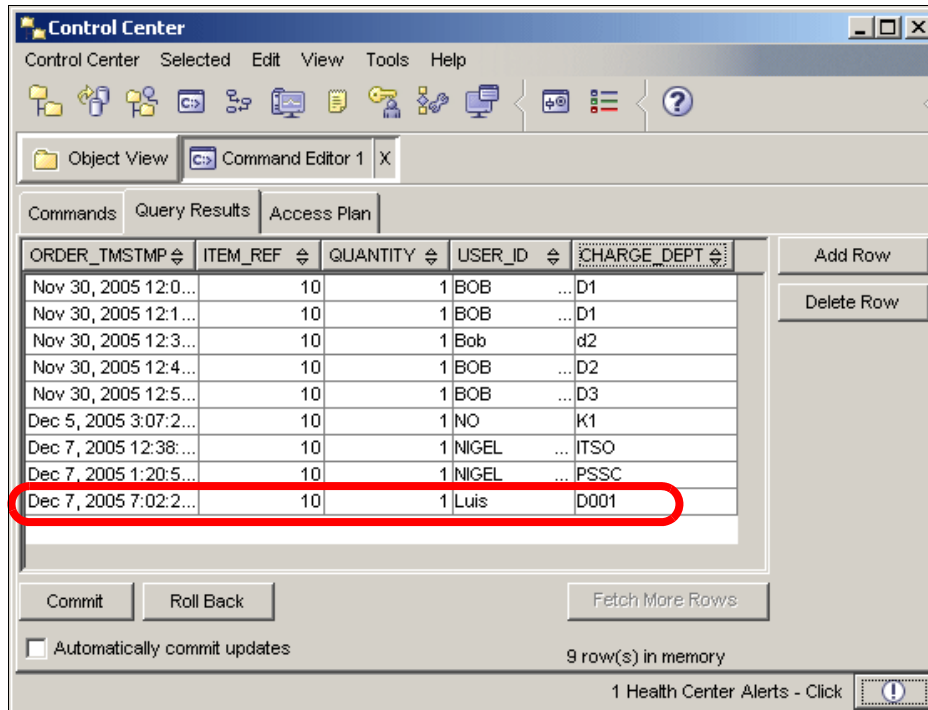 Control Center
Control Center Selected Edit View Tools Help
Object View Command Editor 1 X
Commands Query Results Access Plan
ORDER_TMSTMP ITEM_REF QUANTITY USER_ID CHARGE_DEPT Add Row
Nov 30, 2005 12:0... 10 1 BOB ... D1
Delete Row
Nov 30, 2005 12:1... 10 1 BOB ... D1
Nov 30, 2005 12:3... 10 1 Bob d2
Nov 30, 2005 12:4... 10 1 BOB ... D2
Nov 30, 2005 12:5... 10 1 BOB ... D3
Dec 5, 2005 3:07:2... 10 1 NO K1
Dec 7, 2005 12:38:... 10 1 NIGEL ... ITSO
Dec 7, 2005 1:20:5... 10 1 NIGEL ... PSSC
Dec 7, 2005 7:02:2... 10 1 Luis D001
Commit Roll Back Fetch More Rows
Automatically commit updates
9 row(s) in memory
1 Health Center Alerts - Click